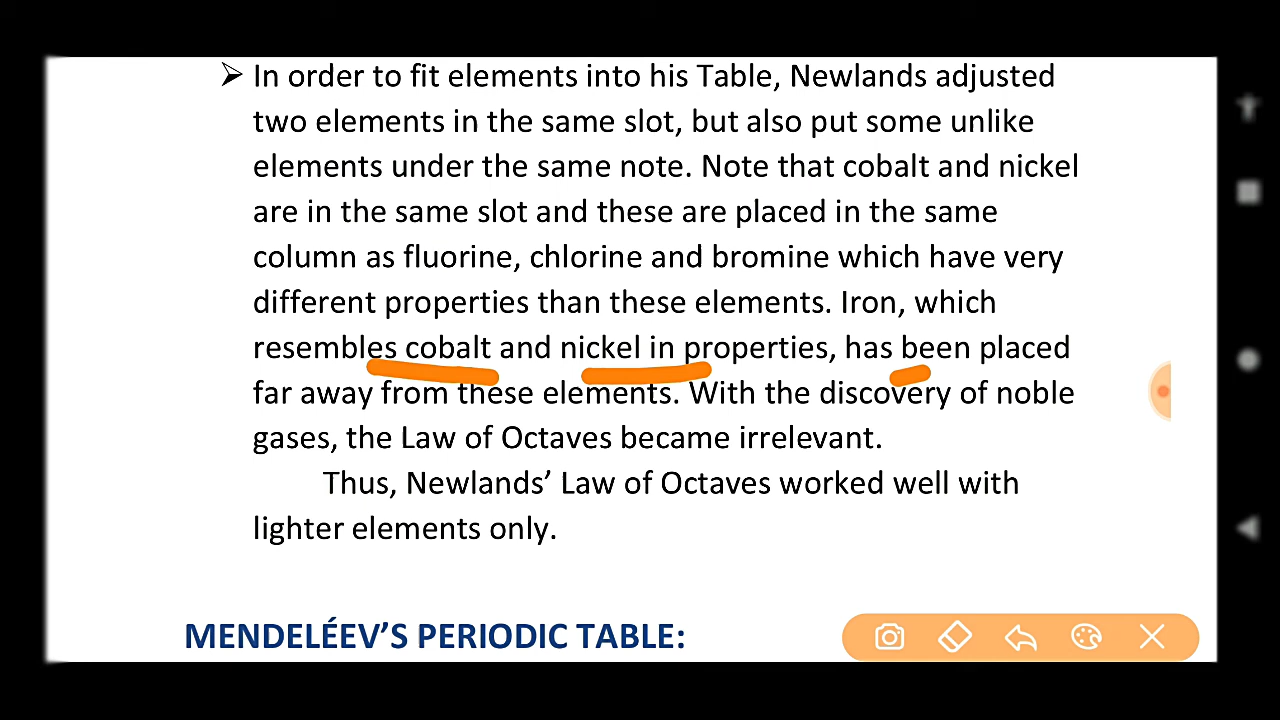 ➢ In order to fit elements into his Table, Newlands adjusted
two elements in the same slot, but also put some unlike
elements under the same note. Note that cobalt and nickel
are in the same slot and these are placed in the same
column as fluorine, chlorine and bromine which have very
different properties than these elements. Iron, which
resembles cobalt and nickel in properties, has been placed
far away from these elements. With the discovery of noble
gases, the Law of Octaves became irrelevant.
Thus, Newlands’ Law of Octaves worked well with
lighter elements only.
MENDELÉEV’S PERIODIC TABLE: